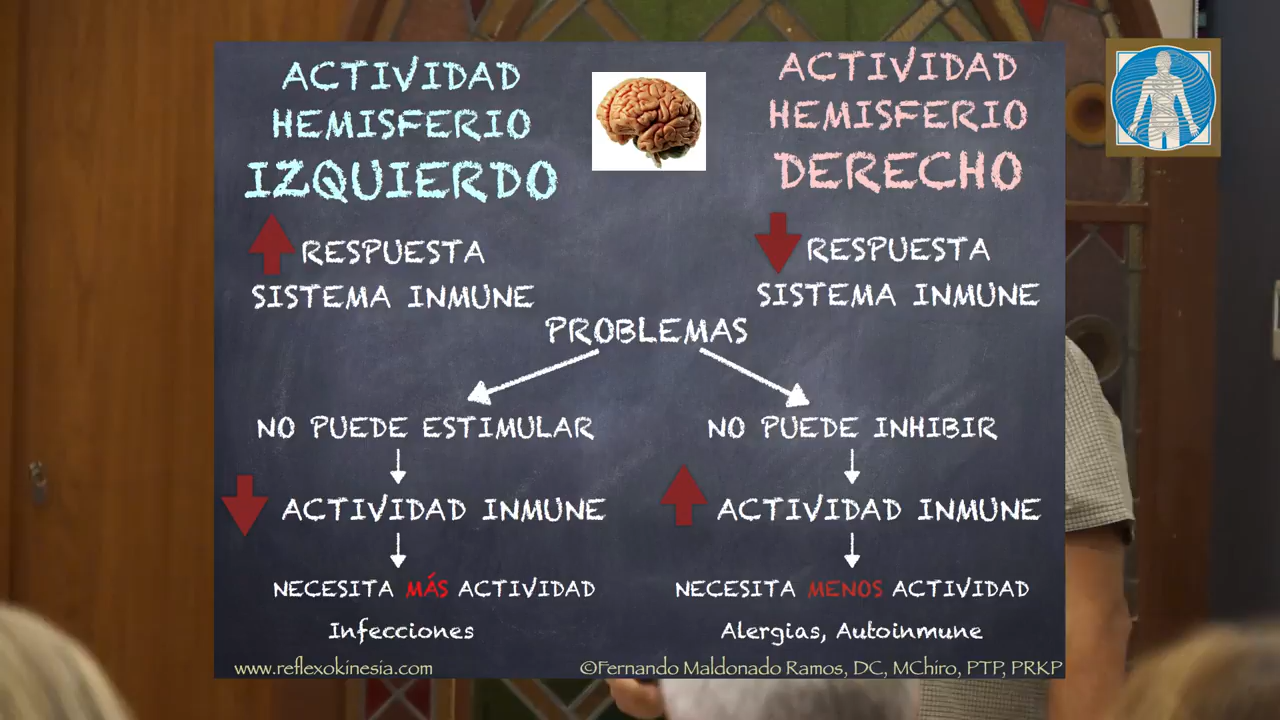 ACTIVIDAD
HEMISFERIO
IZQUIERDO
RESPUESTA
SISTEMA INMUNE
ACTIVIDAD
HEMISFERIO
DERECHO
RESPUESTA
SISTEMA INMUNE
PROBLEMAS
NO PUEDE ESTIMULAR
ACTIVIDAD INMUNE
NECESITA MÁS ACTIVIDAD
Infecciones
NO PUEDE INHIBIR
ACTIVIDAD INMUNE
NECESITA MENOS ACTIVIDAD
Alergias, Autoinmune
www.reflexokinesia.com
©Fernando Maldonado Ramos, DC, MChiro, PTP, PRKP